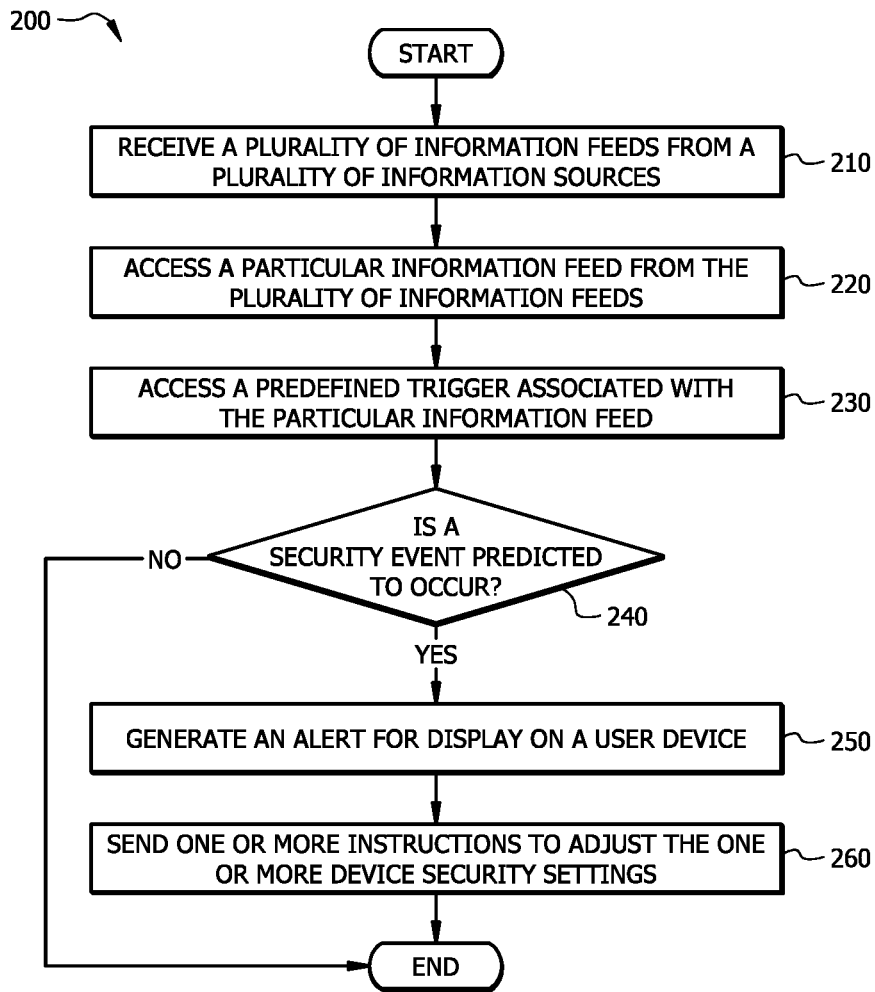 200
START
RECEIVE A PLURALITY OF INFORMATION FEEDS FROM A
PLURALITY OF INFORMATION SOURCES
210
ACCESS A PARTICULAR INFORMATION FEED FROM THE
PLURALITY OF INFORMATION FEEDS
220
ACCESS A PREDEFINED TRIGGER ASSOCIATED WITH
THE PARTICULAR INFORMATION FEED
230
IS A
SECURITY EVENT PREDICTED
TO OCCUR?
NO
240
YES
GENERATE AN ALERT FOR DISPLAY ON A USER DEVICE
250
SEND ONE OR MORE INSTRUCTIONS TO ADJUST THE ONE
OR MORE DEVICE SECURITY SETTINGS
260
END